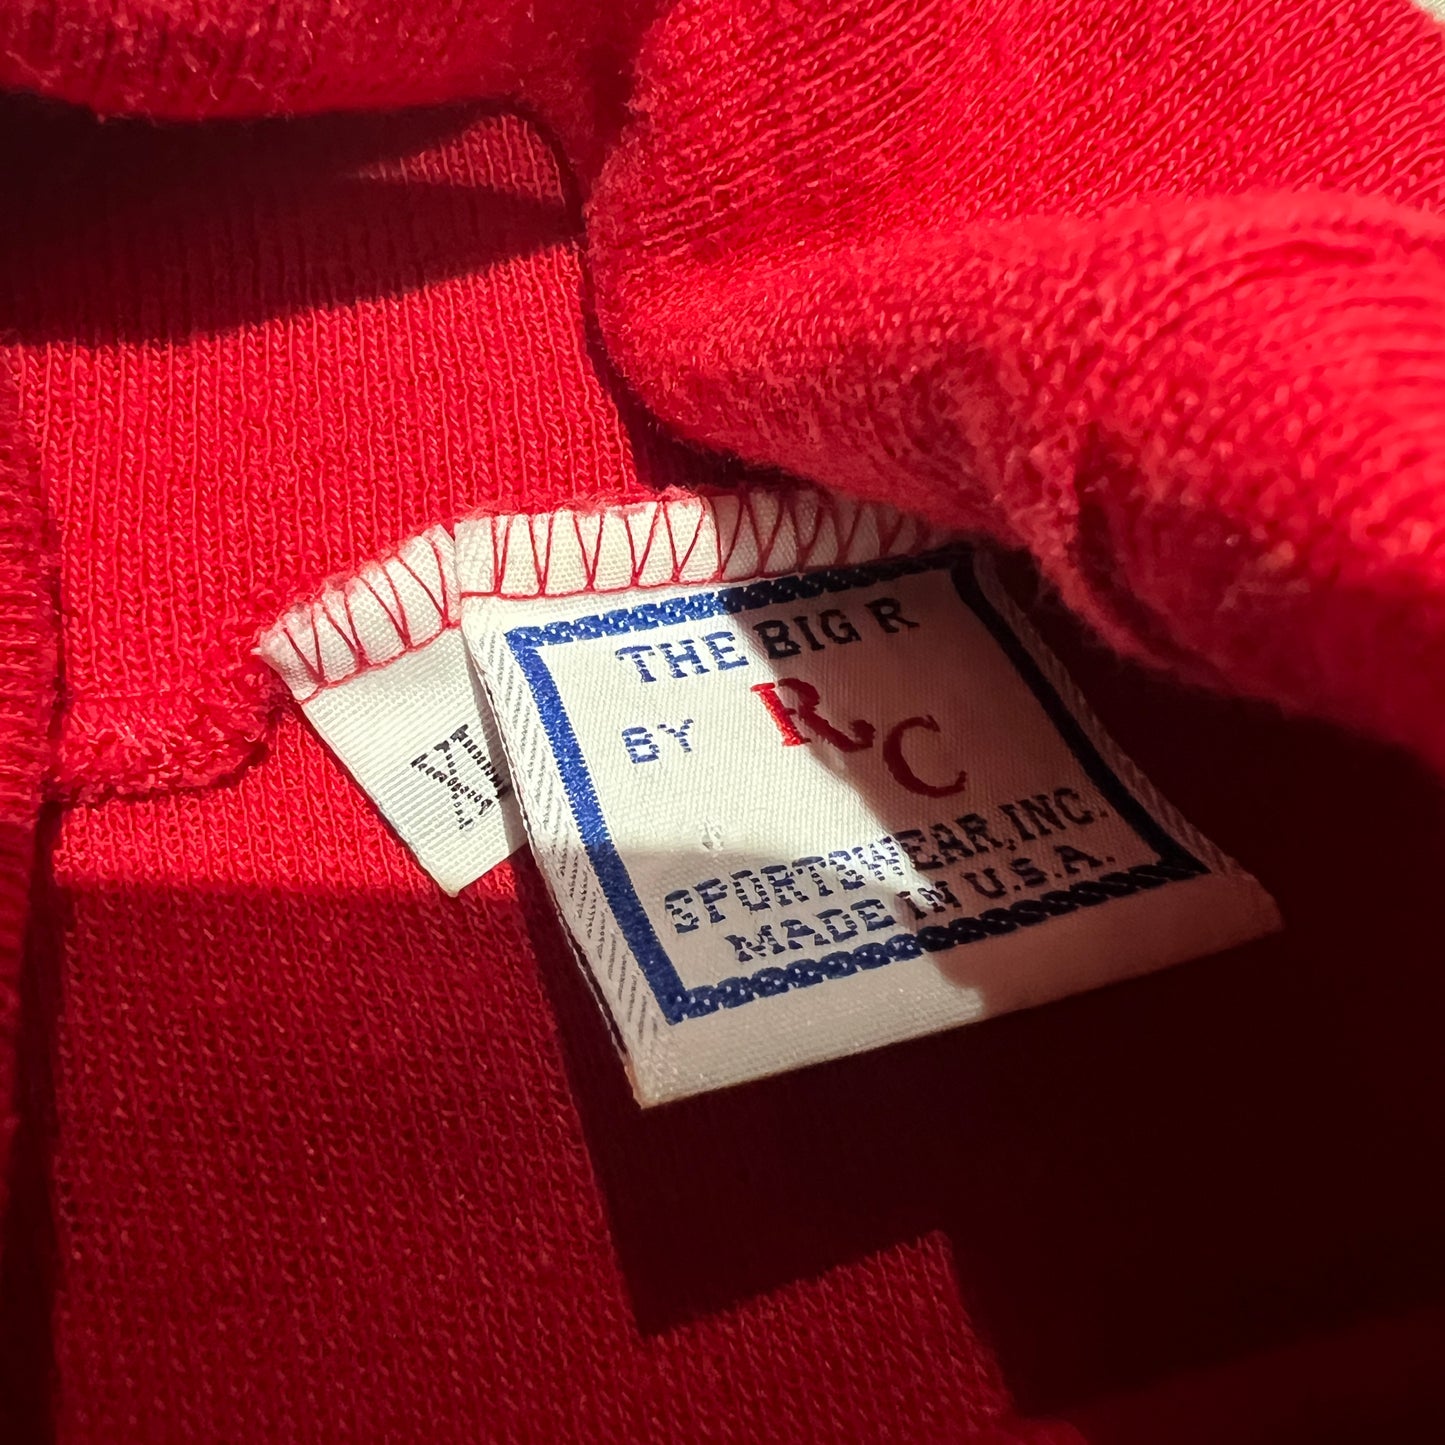 THE BIG R
BY RC
SPORTSWEAR, INC.
MADE IN U.S.A.